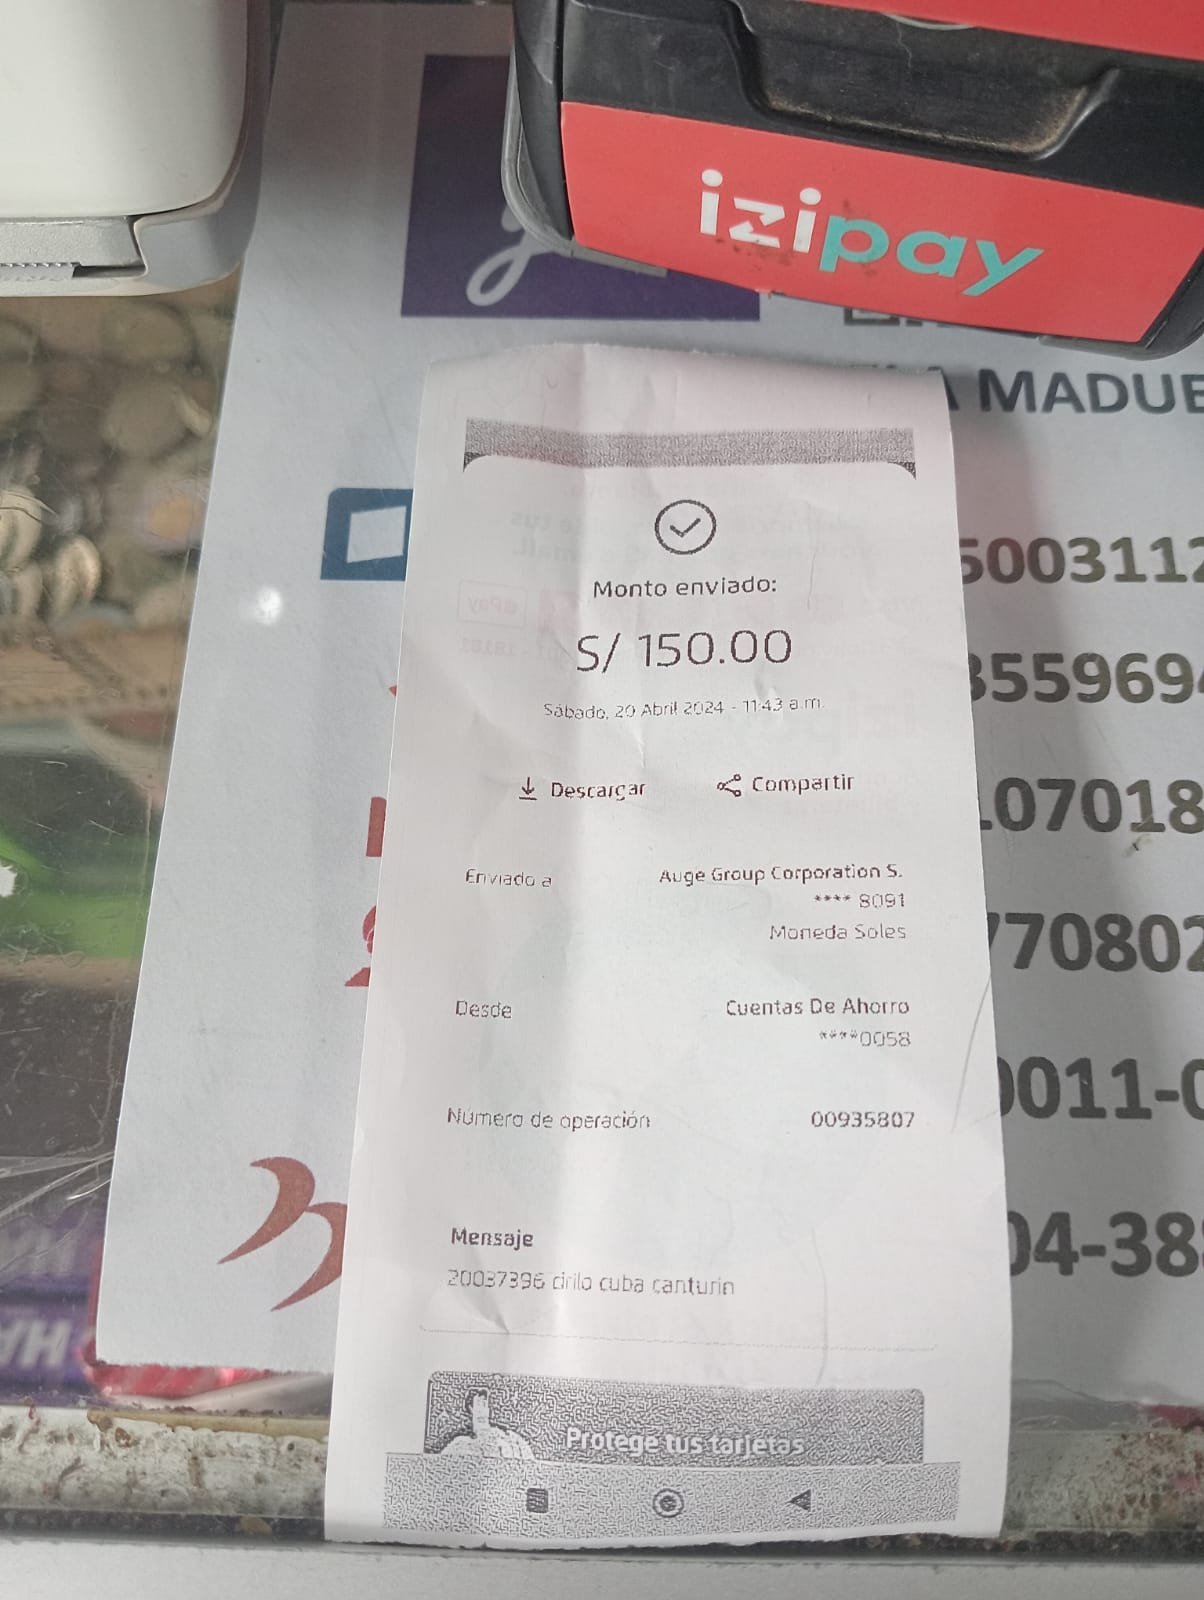 izipay
MADUE
Monto enviado:
S/ 150.00
Sábado, 20 Abril 2024 - 11:43 a.m.
Descargar
Compartir
Enviado a
Auge Group Corporation S.
**** 8091
Moneda Soles
Desde
Cuentas De Ahorro
****0058
Número de operación
00935807
Mensaje
20037396 cirilo cuba canturin
Protege tus tarjetas
5003112
3559694
107018
770802
0011-0
04-38